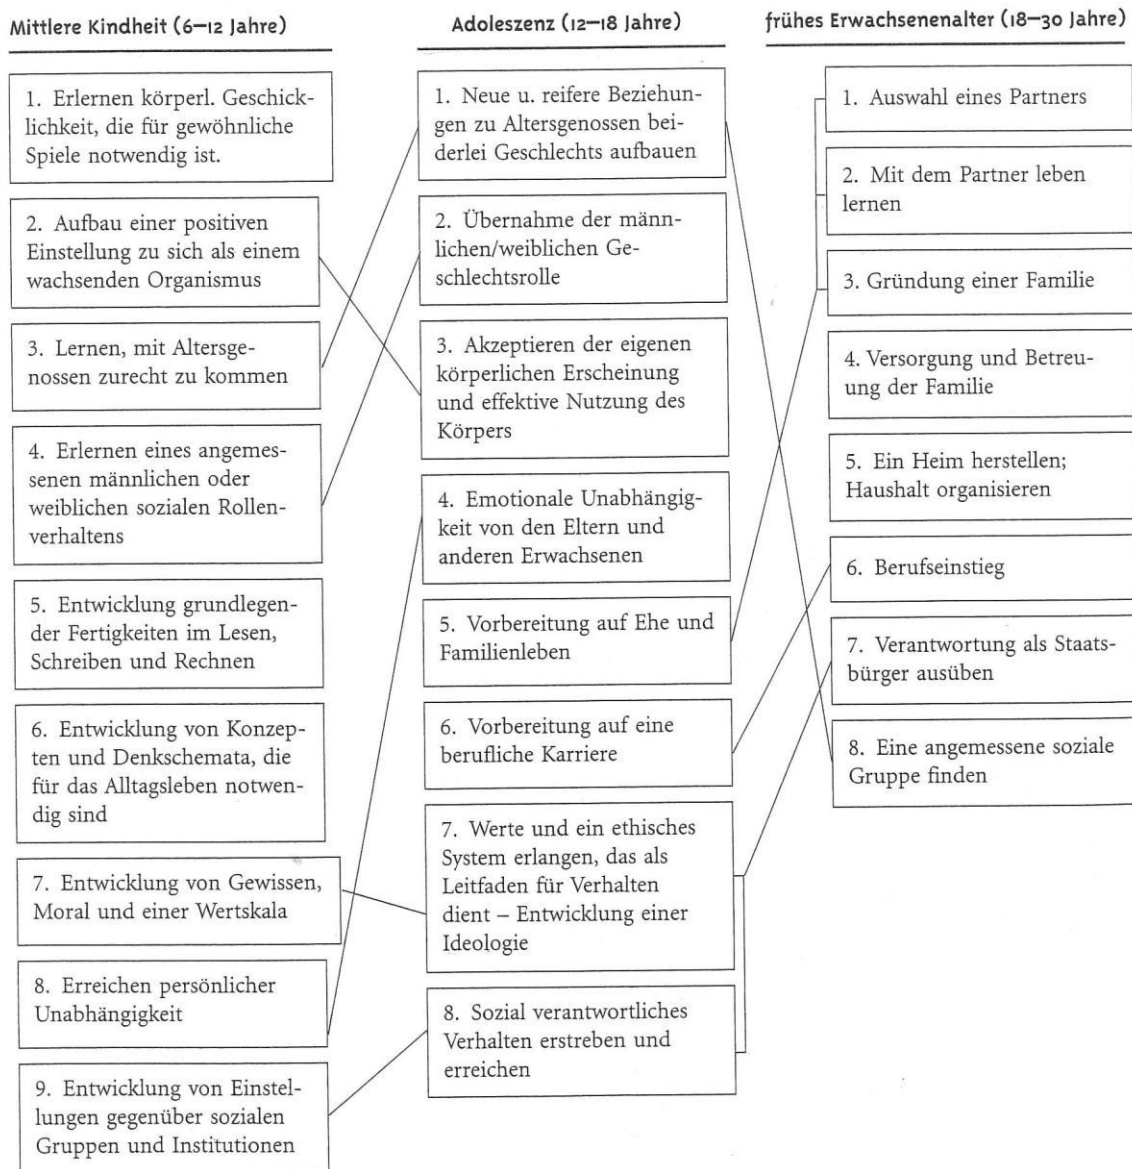 Mittlere Kindheit (6–12 Jahre)
1. Erlernen körperl. Geschick-
lichkeit, die für gewöhnliche
Spiele notwendig ist.
2. Aufbau einer positiven
Einstellung zu sich als einem
wachsenden Organismus
3. Lernen, mit Altersge-
nossen zurecht zu kommen
4. Erlernen eines angemes-
senen männlichen oder
weiblichen sozialen Rollen-
verhaltens
5. Entwicklung grundlegen-
der Fertigkeiten im Lesen,
Schreiben und Rechnen
6. Entwicklung von Konzep-
ten und Denkschemata, die
für das Alltagsleben notwen-
dig sind
7. Entwicklung von Gewissen,
Moral und einer Wertskala
8. Erreichen persönlicher
Unabhängigkeit
9. Entwicklung von Einstel-
lungen gegenüber sozialen
Gruppen und Institutionen
Adoleszenz (12–18 Jahre)
1. Neue u. reifere Beziehun-
gen zu Altersgenossen bei-
derlei Geschlechts aufbauen
2. Übernahme der männ-
lichen/weiblichen Ge-
schlechtsrolle
3. Akzeptieren der eigenen
körperlichen Erscheinung
und effektive Nutzung des
Körpers
4. Emotionale Unabhängig-
keit von den Eltern und
anderen Erwachsenen
5. Vorbereitung auf Ehe und
Familienleben
6. Vorbereitung auf eine
berufliche Karriere
7. Werte und ein ethisches
System erlangen, das als
Leitfaden für Verhalten
dient – Entwicklung einer
Ideologie
8. Sozial verantwortliches
Verhalten erstreben und
erreichen
frühes Erwachsenenalter (18–30 Jahre)
1. Auswahl eines Partners
2. Mit dem Partner leben
lernen
3. Gründung einer Familie
4. Versorgung und Betreu-
ung der Familie
5. Ein Heim herstellen;
Haushalt organisieren
6. Berufseinstieg
7. Verantwortung als Staats-
bürger ausüben
8. Eine angemessene soziale
Gruppe finden